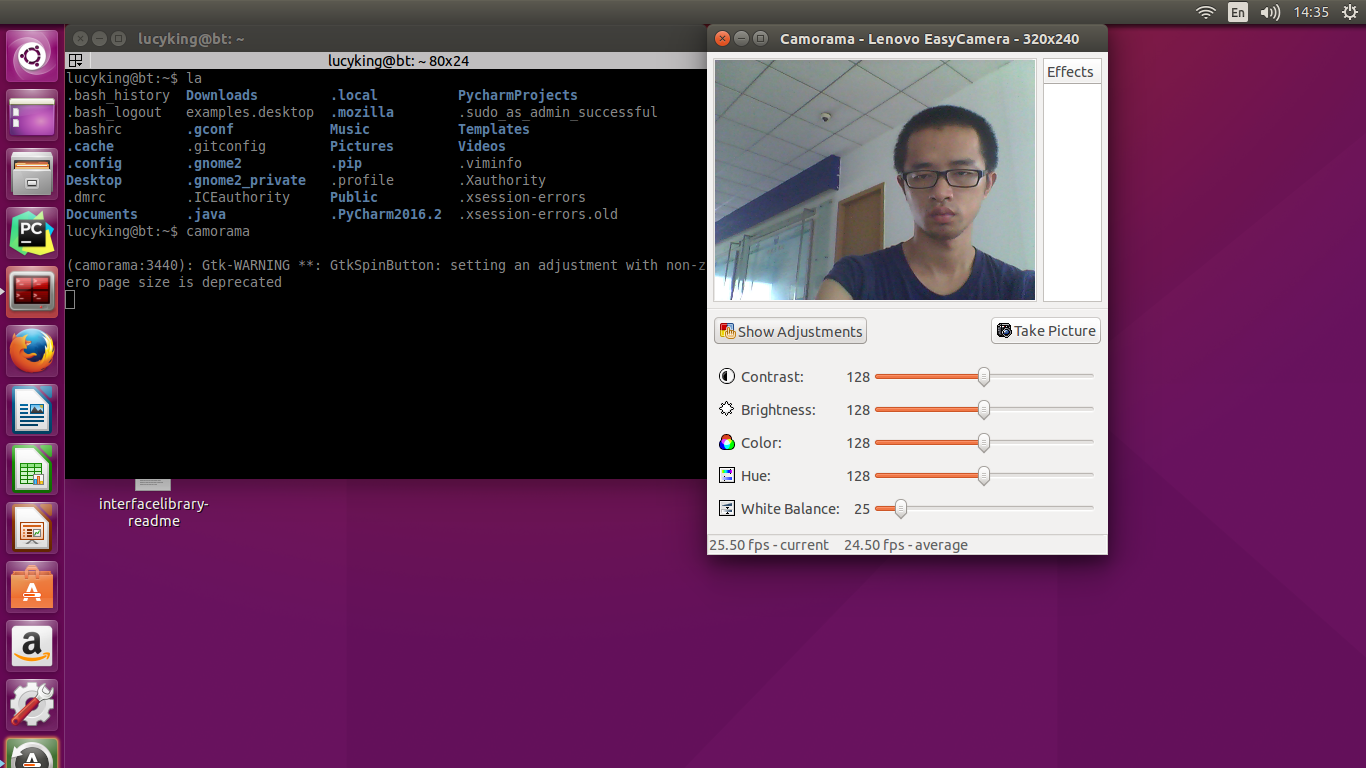 En 14:35
lucyking@bt: ~
lucyking@bt: ~ 80x24
lucyking@bt:~$ la
.bash_history Downloads .local PycharmProjects
.bash_logout examples.desktop .mozilla .sudo_as_admin_successful
.bashrc .gconf Music Templates
.cache .gitconfig Pictures Videos
.config .gnome2 .pip .viminfo
Desktop .gnome2_private .profile .Xauthority
.dmrc .ICEauthority Public .xsession-errors
Documents .java .PyCharm2016.2 .xsession-errors.old
lucyking@bt:~$ camorama
(camorama:3440): Gtk-WARNING **: GtkSpinButton: setting an adjustment with non-z
ero page size is deprecated
PC
interfacelibrary-
readme
Camorama - Lenovo EasyCamera - 320x240
Effects
Show Adjustments
Take Picture
Contrast: 128
Brightness: 128
Color: 128
Hue: 128
White Balance: 25
25.50 fps - current 24.50 fps - average